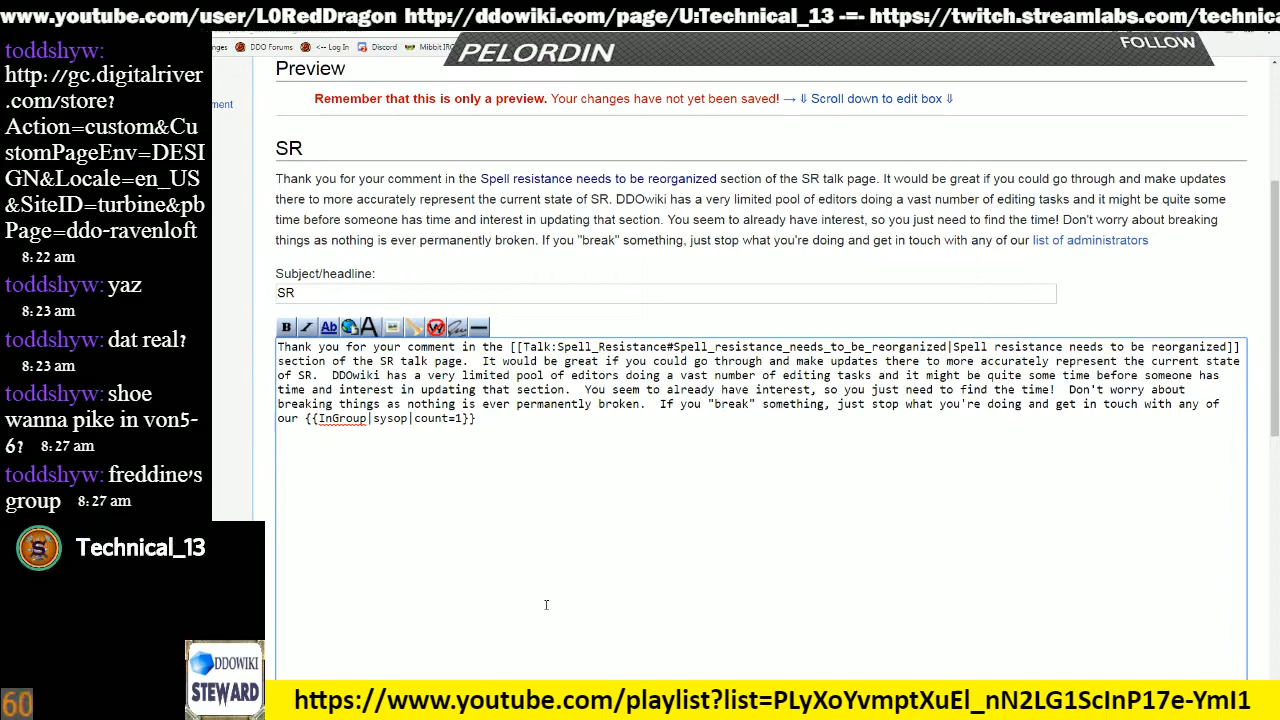 www.youtube.com/user/L0RedDragon http://ddowiki.com/page/U:Technical_13 -=- https://twitch.streamlabs.com/technic
toddshyw:
http://gc.digitalriver
.com/store?
Action=custom&Cu
stomPageEnv=DESI
GN&Locale=en_US
&SiteID=turbine&pb
Page=ddo-ravenloft
8:22 am
toddshyw: yaz
8:23 am
toddshyw: dat real?
8:23 am
toddshyw: shoe
wanna pike in von5-
6? 8:27 am
toddshyw: freddine's
group 8:27 am
Technical_13
DDO Forums <-- Log In Discord Mibbit IR
PELORDIN
FOLLOW
ment
Preview
Remember that this is only a preview. Your changes have not yet been saved! → ⇓ Scroll down to edit box ⇓
SR
Thank you for your comment in the Spell resistance needs to be reorganized section of the SR talk page. It would be great if you could go through and make updates
there to more accurately represent the current state of SR. DDOwiki has a very limited pool of editors doing a vast number of editing tasks and it might be quite some
time before someone has time and interest in updating that section. You seem to already have interest, so you just need to find the time! Don't worry about breaking
things as nothing is ever permanently broken. If you "break" something, just stop what you're doing and get in touch with any of our list of administrators
Subject/headline:
SR
B I Ab A W
Thank you for your comment in the [[Talk:Spell_Resistance#Spell_resistance_needs_to_be_reorganized|Spell resistance needs to be reorganized]]
section of the SR talk page. It would be great if you could go through and make updates there to more accurately represent the current state
of SR. DDOwiki has a very limited pool of editors doing a vast number of editing tasks and it might be quite some time before someone has
time and interest in updating that section. You seem to already have interest, so you just need to find the time! Don't worry about
breaking things as nothing is ever permanently broken. If you "break" something, just stop what you're doing and get in touch with any of
our {{InGroup|sysop|count=1}}
DDOWIKI
STEWARD
60
https://www.youtube.com/playlist?list=PLyXoYvmptXuEl_nN2LG1ScInP17e-YmI1